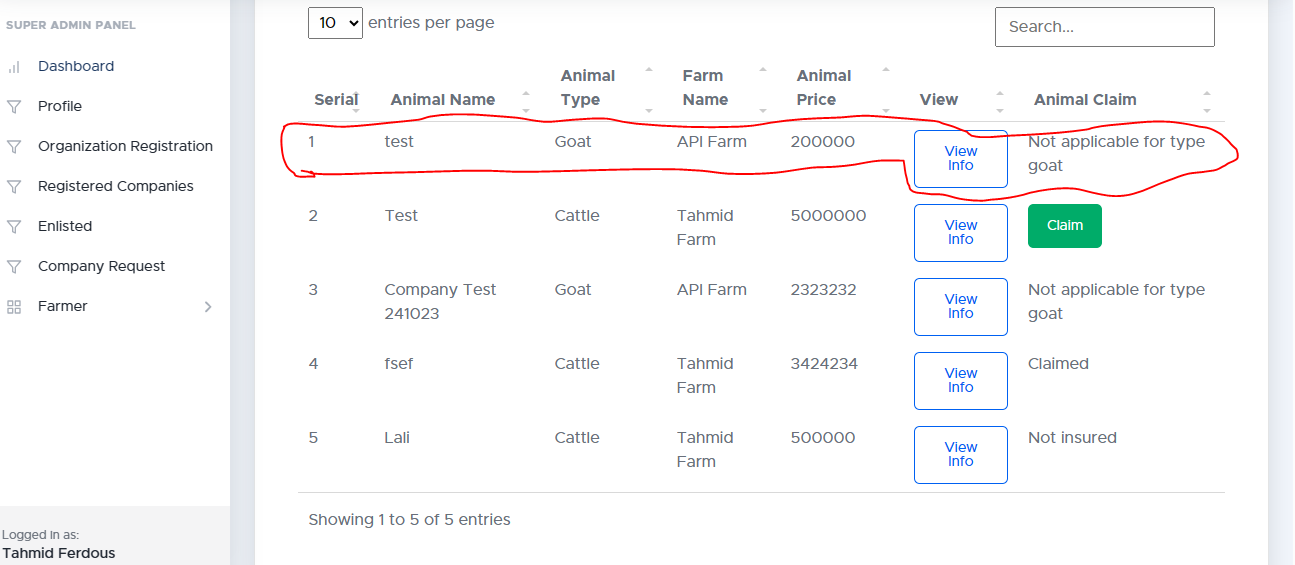 SUPER ADMIN PANEL
Dashboard
Profile
Organization Registration
Registered Companies
Enlisted
Company Request
Farmer
Logged in as:
Tahmid Ferdous
10 entries per page
Search...
Serial Animal Name Animal Type Farm Name Animal Price View Animal Claim
1 test Goat API Farm 200000 View Info Not applicable for type goat
2 Test Cattle Tahmid Farm 5000000 View Info Claim
3 Company Test 241023 Goat API Farm 2323232 View Info Not applicable for type goat
4 fsef Cattle Tahmid Farm 3424234 View Info Claimed
5 Lali Cattle Tahmid Farm 500000 View Info Not insured
Showing 1 to 5 of 5 entries